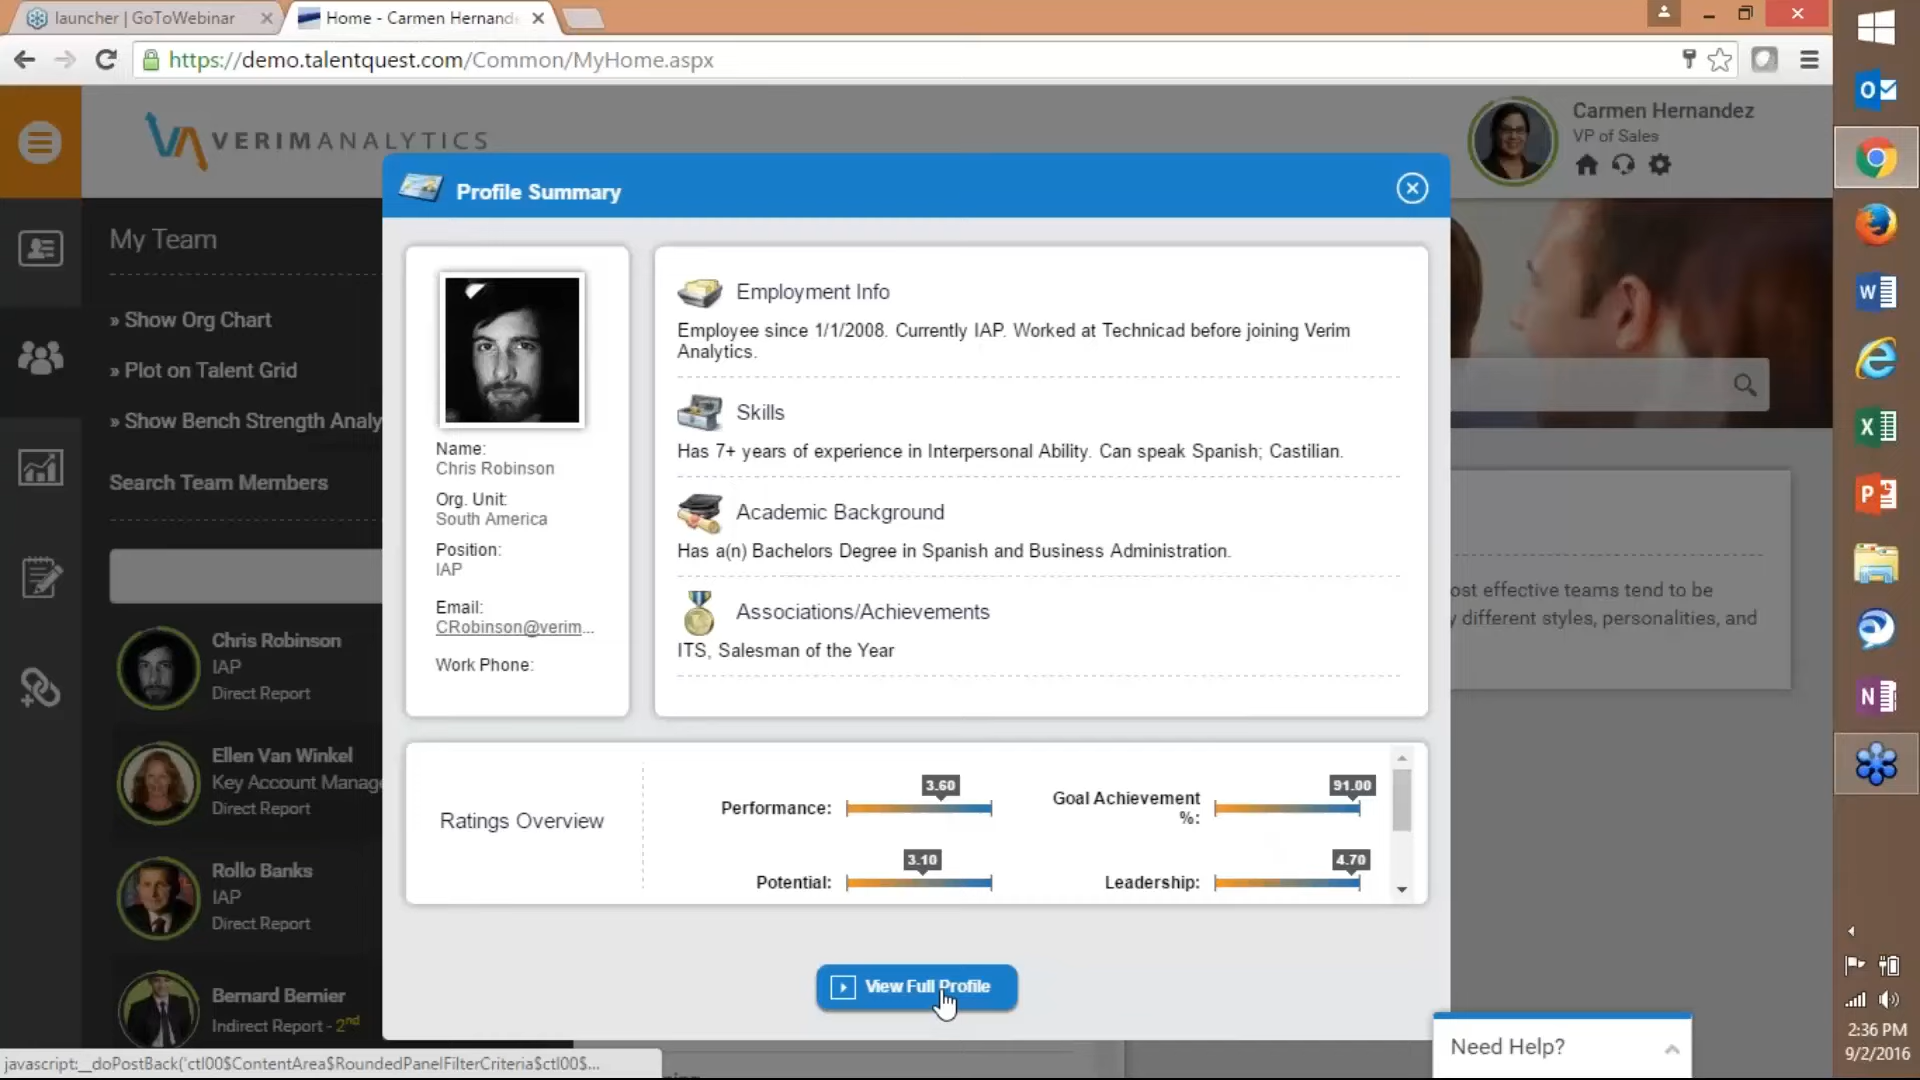 launcher | GoToWebinar
Home - Carmen Hernand
https://demo.talentquest.com/Common/MyHome.aspx
VERIMANALYTICS
Carmen Hernandez
VP of Sales
My Team
» Show Org Chart
» Plot on Talent Grid
» Show Bench Strength Analy
Search Team Members
Chris Robinson
IAP
Direct Report
Ellen Van Winkel
Key Account Manage
Direct Report
Rollo Banks
IAP
Direct Report
Bernard Bernier
Indirect Report - 2nd
Profile Summary
Name:
Chris Robinson
Org. Unit:
South America
Position:
IAP
Email:
CRobinson@verim...
Work Phone:
Employment Info
Employee since 1/1/2008. Currently IAP. Worked at Technicad before joining Verim
Analytics.
Skills
Has 7+ years of experience in Interpersonal Ability. Can speak Spanish; Castilian.
Academic Background
Has a(n) Bachelors Degree in Spanish and Business Administration.
Associations/Achievements
ITS, Salesman of the Year
Ratings Overview
Performance:
3.60
Goal Achievement
%:
91.00
Potential:
3.10
Leadership:
4.70
View Full Profile
ost effective teams tend to be
y different styles, personalities, and
Need Help?
javascript:__doPostBack('ctl00$ContentArea$RoundedPanelFilterCriteria$ctl00$...
2:36 PM
9/2/2016